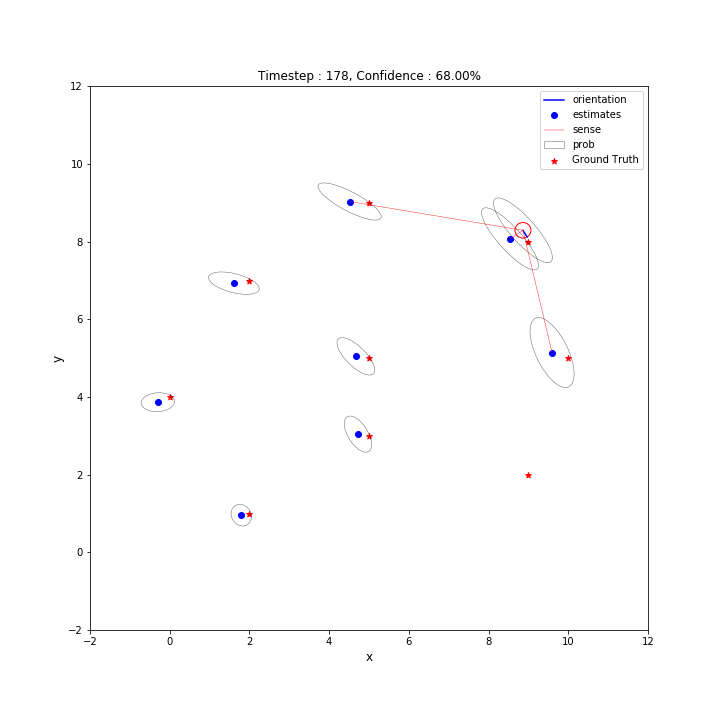 Timestep : 178, Confidence : 68.00%
orientation
estimates
sense
prob
Ground Truth
12
10
8
6
4
2
0
−2
y
−2 0 2 4 6 8 10 12
x